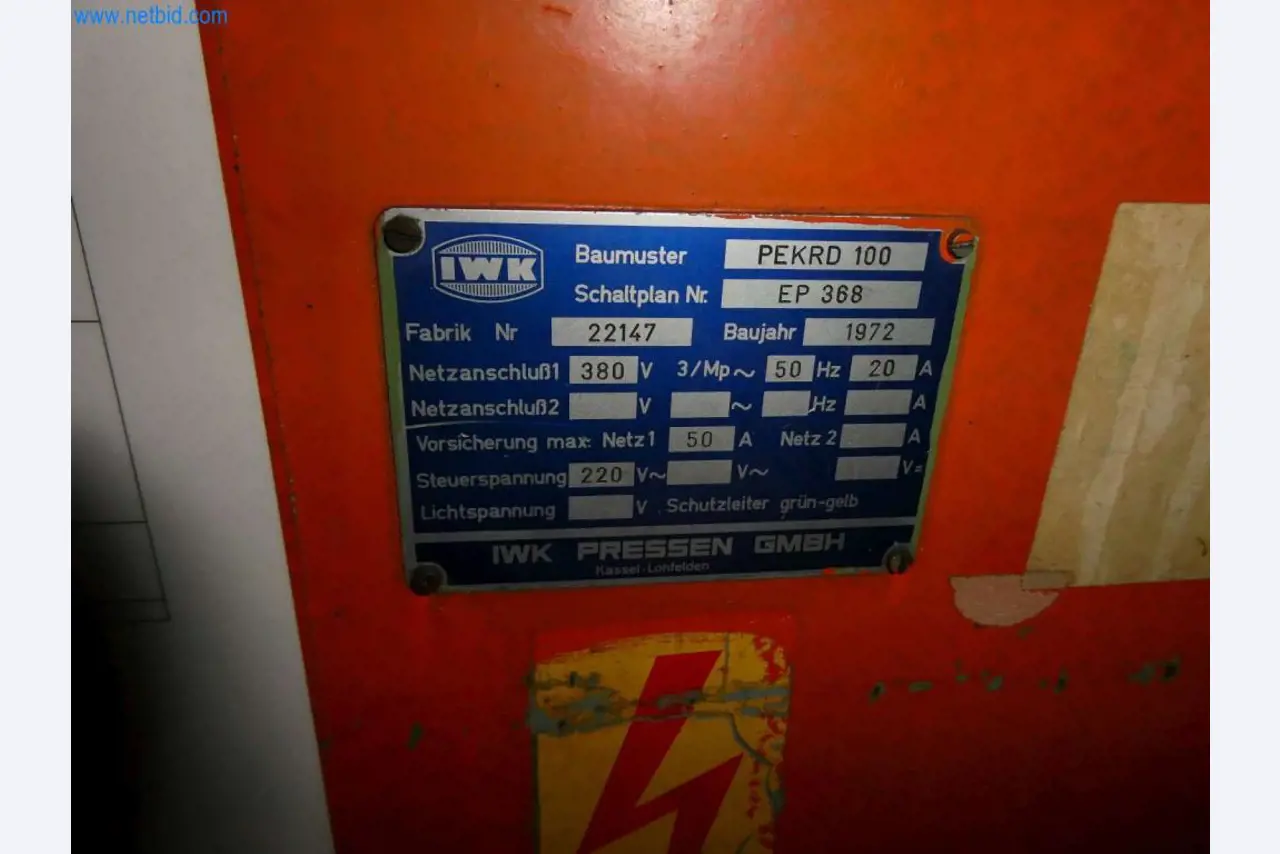 www.netbid.com
IWK
Baumuster PEKRD 100
Schaltplan Nr. EP 368
Fabrik Nr 22147 Baujahr 1972
Netzanschluß1 380 V 3/Mp~ 50 Hz 20 A
Netzanschluß2 V ~ Hz A
Vorsicherung max: Netz1 50 A Netz 2 A
Steuerspannung 220 V~ V~ V=
Lichtspannung V Schutzleiter grün-gelb
IWK PRESSEN GMBH
Kassel-Lohfelden